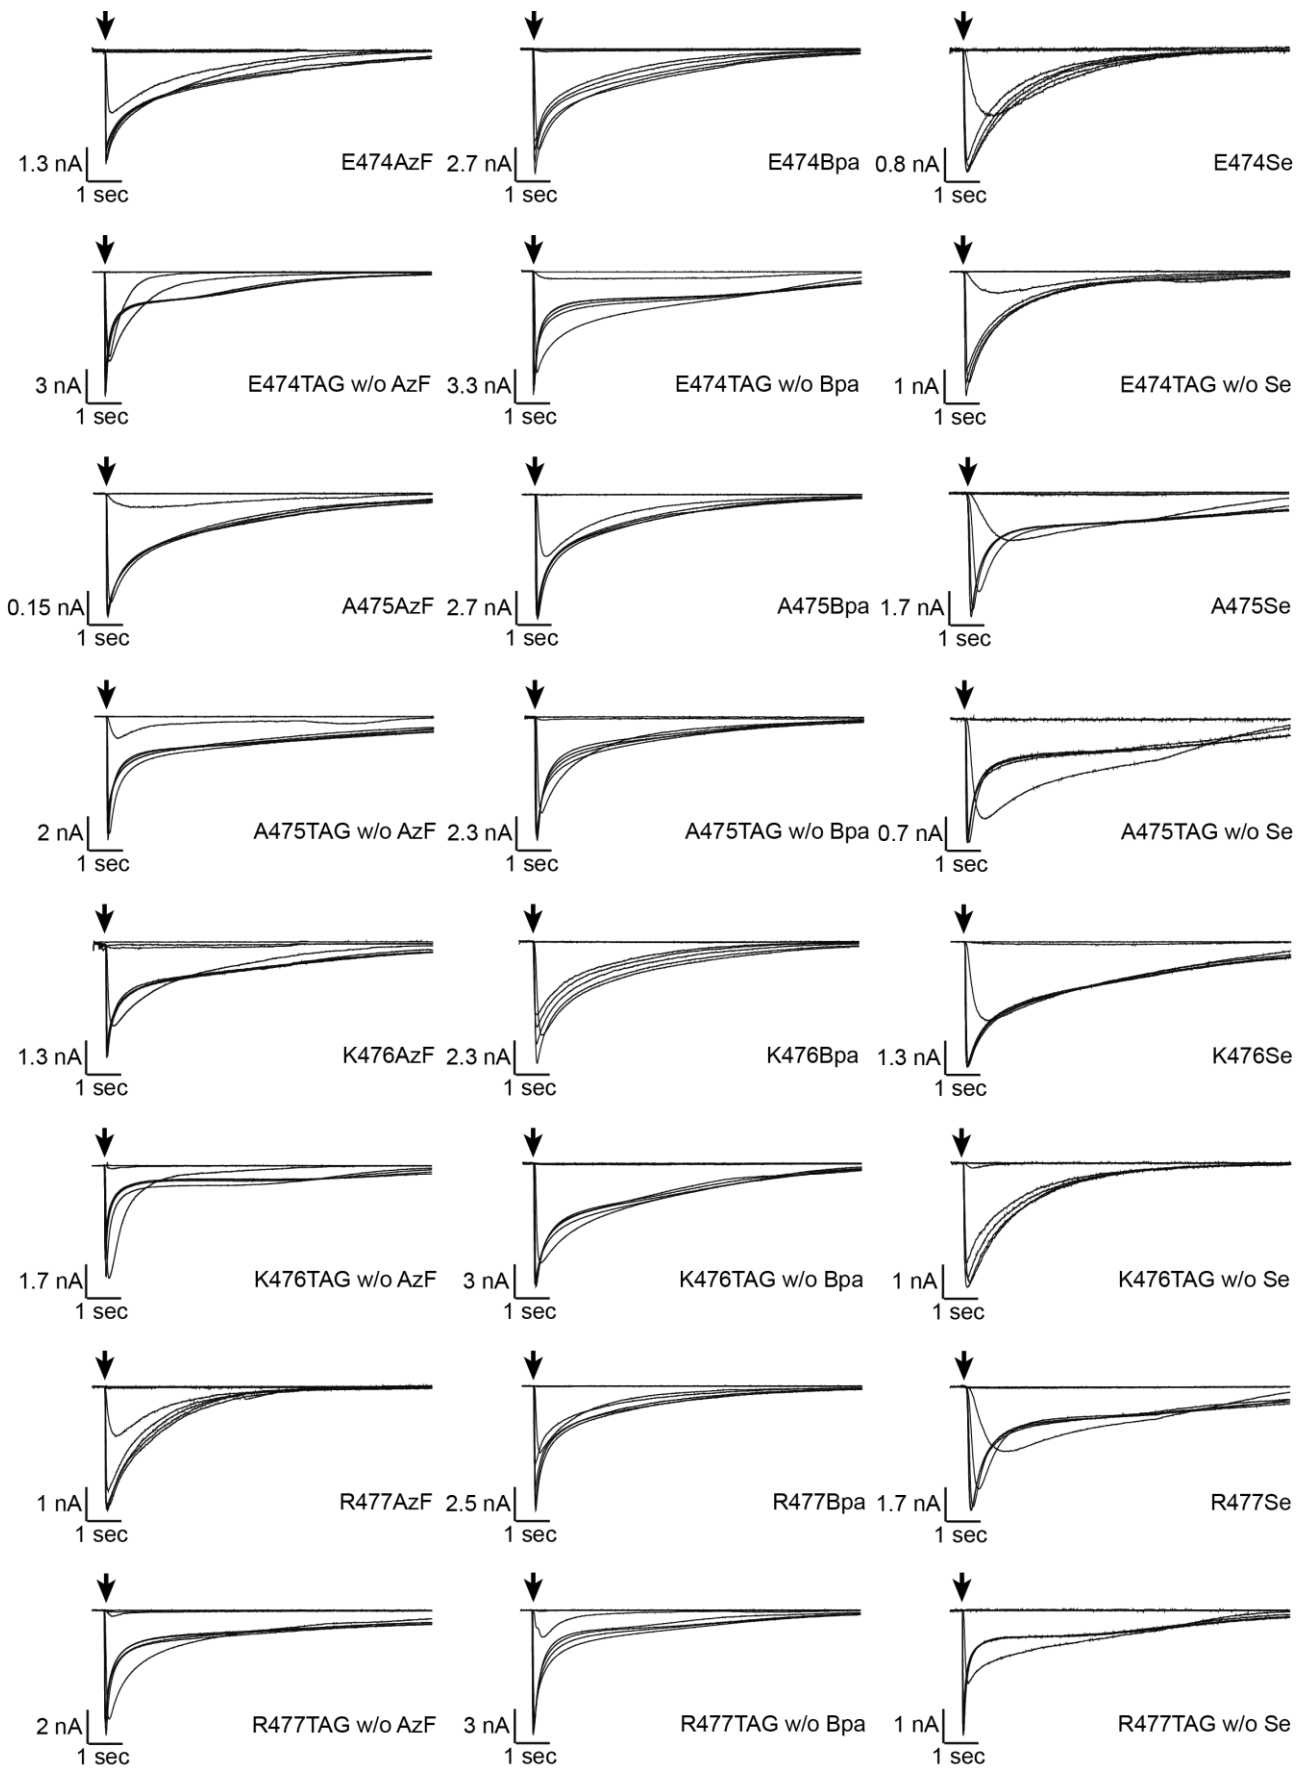 1.3 nA
1 sec
E474AzF
2.7 nA
1 sec
E474Bpa
0.8 nA
1 sec
E474Se
3 nA
1 sec
E474TAG w/o AzF
3.3 nA
1 sec
E474TAG w/o Bpa
1 nA
1 sec
E474TAG w/o Se
0.15 nA
1 sec
A475AzF
2.7 nA
1 sec
A475Bpa
1.7 nA
1 sec
A475Se
2 nA
1 sec
A475TAG w/o AzF
2.3 nA
1 sec
A475TAG w/o Bpa
0.7 nA
1 sec
A475TAG w/o Se
1.3 nA
1 sec
K476AzF
2.3 nA
1 sec
K476Bpa
1.3 nA
1 sec
K476Se
1.7 nA
1 sec
K476TAG w/o AzF
3 nA
1 sec
K476TAG w/o Bpa
1 nA
1 sec
K476TAG w/o Se
1 nA
1 sec
R477AzF
2.5 nA
1 sec
R477Bpa
1.7 nA
1 sec
R477Se
2 nA
1 sec
R477TAG w/o AzF
3 nA
1 sec
R477TAG w/o Bpa
1 nA
1 sec
R477TAG w/o Se